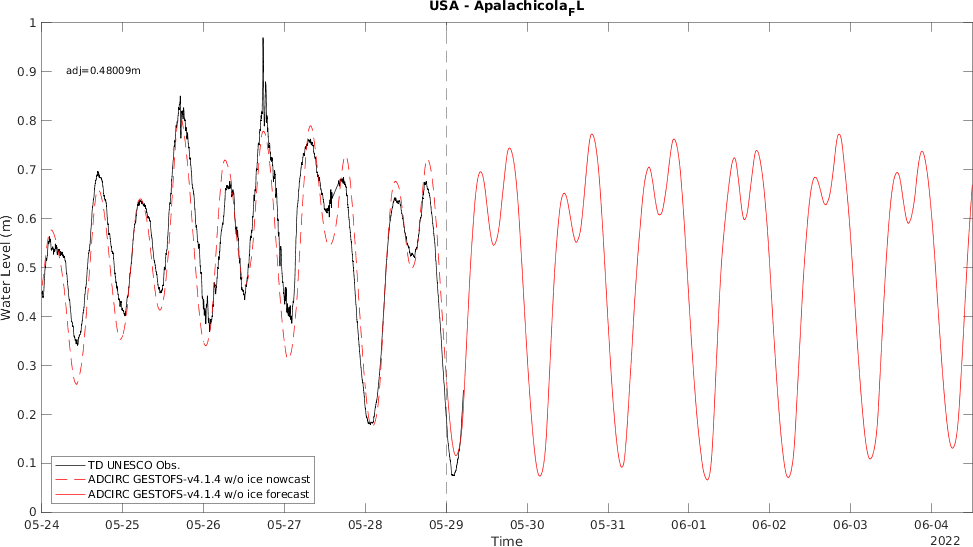 USA - Apalachicola_FL
adj=0.48009m
Water Level (m)
1
0.9
0.8
0.7
0.6
0.5
0.4
0.3
0.2
0.1
0
TD UNESCO Obs.
ADCIRC GESTOFS-v4.1.4 w/o ice nowcast
ADCIRC GESTOFS-v4.1.4 w/o ice forecast
05-24 05-25 05-26 05-27 05-28 05-29 05-30 05-31 06-01 06-02 06-03 06-04
Time
2022